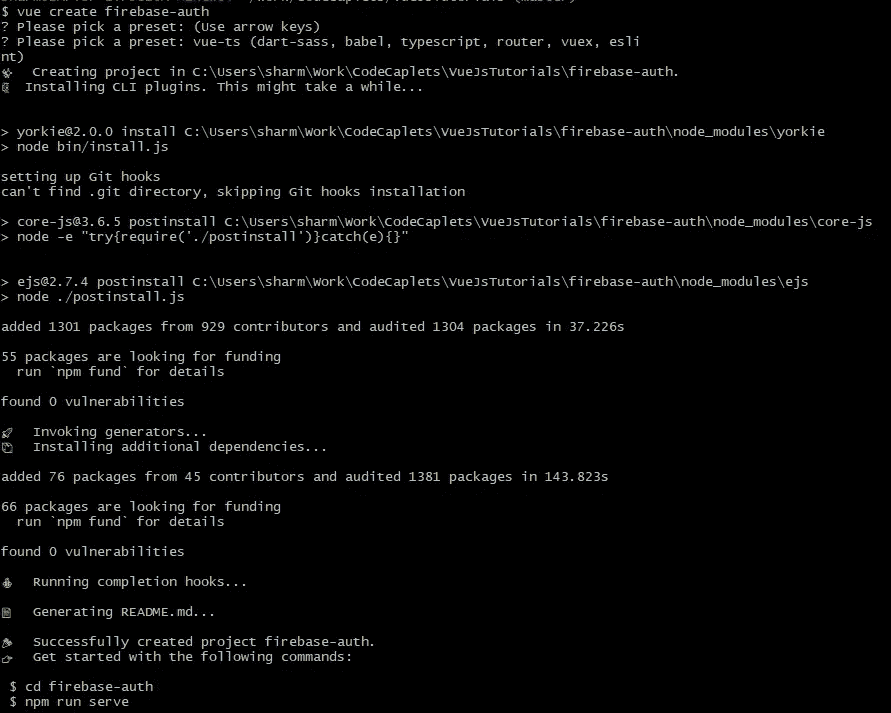 $ vue create firebase-auth
? Please pick a preset: (Use arrow keys)
? Please pick a preset: vue-ts (dart-sass, babel, typescript, router, vuex, esli
nt)
Creating project in C:\Users\sharm\Work\CodeCaplets\VueJsTutorials\firebase-auth.
Installing CLI plugins. This might take a while...
> yorkie@2.0.0 install C:\Users\sharm\Work\CodeCaplets\VueJsTutorials\firebase-auth\node_modules\yorkie
> node bin/install.js
setting up Git hooks
can't find .git directory, skipping Git hooks installation
> core-js@3.6.5 postinstall C:\Users\sharm\Work\CodeCaplets\VueJsTutorials\firebase-auth\node_modules\core-js
> node -e "try{require('./postinstall')}catch(e){}"
> ejs@2.7.4 postinstall C:\Users\sharm\Work\CodeCaplets\VueJsTutorials\firebase-auth\node_modules\ejs
> node ./postinstall.js
added 1301 packages from 929 contributors and audited 1304 packages in 37.226s
55 packages are looking for funding
run `npm fund` for details
found 0 vulnerabilities
Invoking generators...
Installing additional dependencies...
added 76 packages from 45 contributors and audited 1381 packages in 143.823s
66 packages are looking for funding
run `npm fund` for details
found 0 vulnerabilities
Running completion hooks...
Generating README.md...
Successfully created project firebase-auth.
Get started with the following commands:
$ cd firebase-auth
$ npm run serve